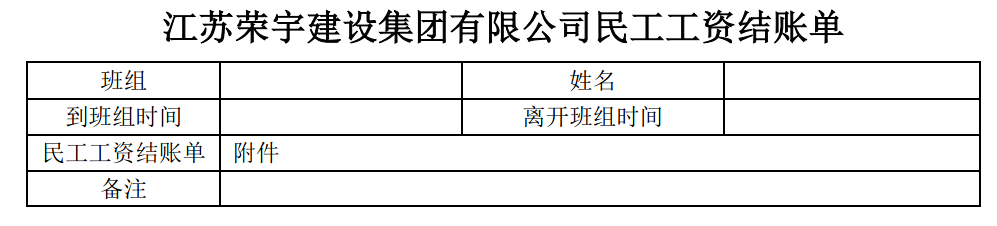 江苏荣宇建设集团有限公司民工工资结账单
班组 姓名
到班组时间 离开班组时间
民工工资结账单 附件
备注